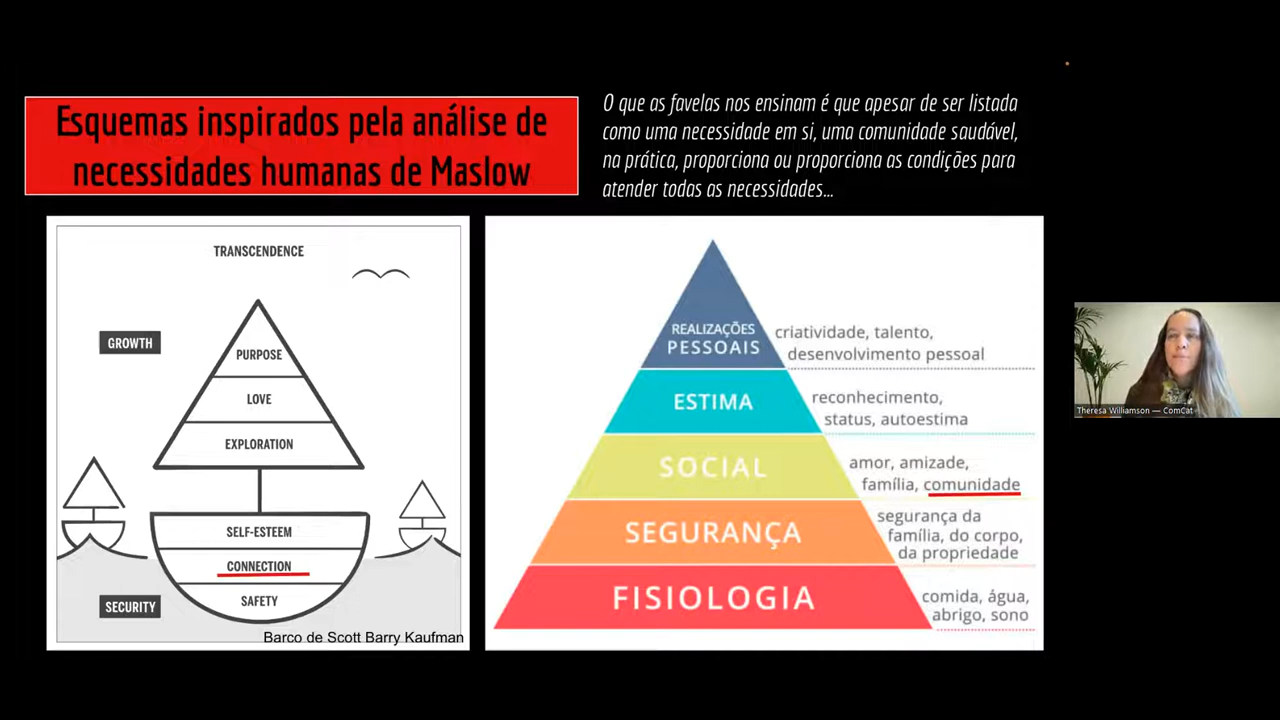 Esquemas inspirados pela análise de
necessidades humanas de Maslow
O que as favelas nos ensinam é que apesar de ser listada
como uma necessidade em si, uma comunidade saudável,
na prática, proporciona ou proporciona as condições para
atender todas as necessidades...
TRANSCENDENCE
GROWTH
PURPOSE
LOVE
EXPLORATION
SELF-ESTEEM
CONNECTION
SAFETY
SECURITY
Barco de Scott Barry Kaufman
REALIZAÇÕES
PESSOAIS
criatividade, talento,
desenvolvimento pessoal
ESTIMA
reconhecimento,
status, autoestima
SOCIAL
amor, amizade,
família, comunidade
SEGURANÇA
segurança da
família, do corpo,
da propriedade
FISIOLOGIA
comida, água,
abrigo, sono
Theresa Williamson — ComCat